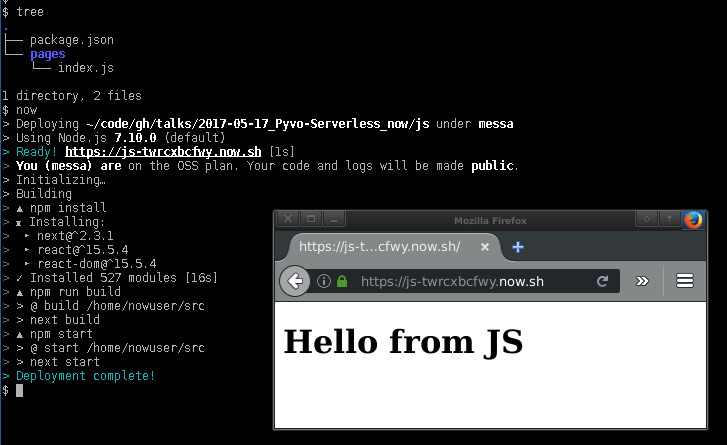 $ tree
.
├── package.json
└── pages
    └── index.js
1 directory, 2 files
$ now
> Deploying ~/code/gh/talks/2017-05-17_Pyvo-Serverless_now/js under messa
> Using Node.js 7.10.0 (default)
> Ready! https://js-twrcxbcfwy.now.sh [1s]
> You (messa) are on the OSS plan. Your code and logs will be made public.
> Initializing…
> Building
> ▲ npm install
> ⧗ Installing:
>  ‣ next@^2.3.1
>  ‣ react@^15.5.4
>  ‣ react-dom@^15.5.4
> ✓ Installed 527 modules [16s]
> ▲ npm run build
> > @ build /home/nowuser/src
> > next build
> ▲ npm start
> > @ start /home/nowuser/src
> > next start
> Deployment complete!
$
Mozilla Firefox
https://js-t…cfwy.now.sh/
https://js-twrcxbcfwy.now.sh
Hello from JS